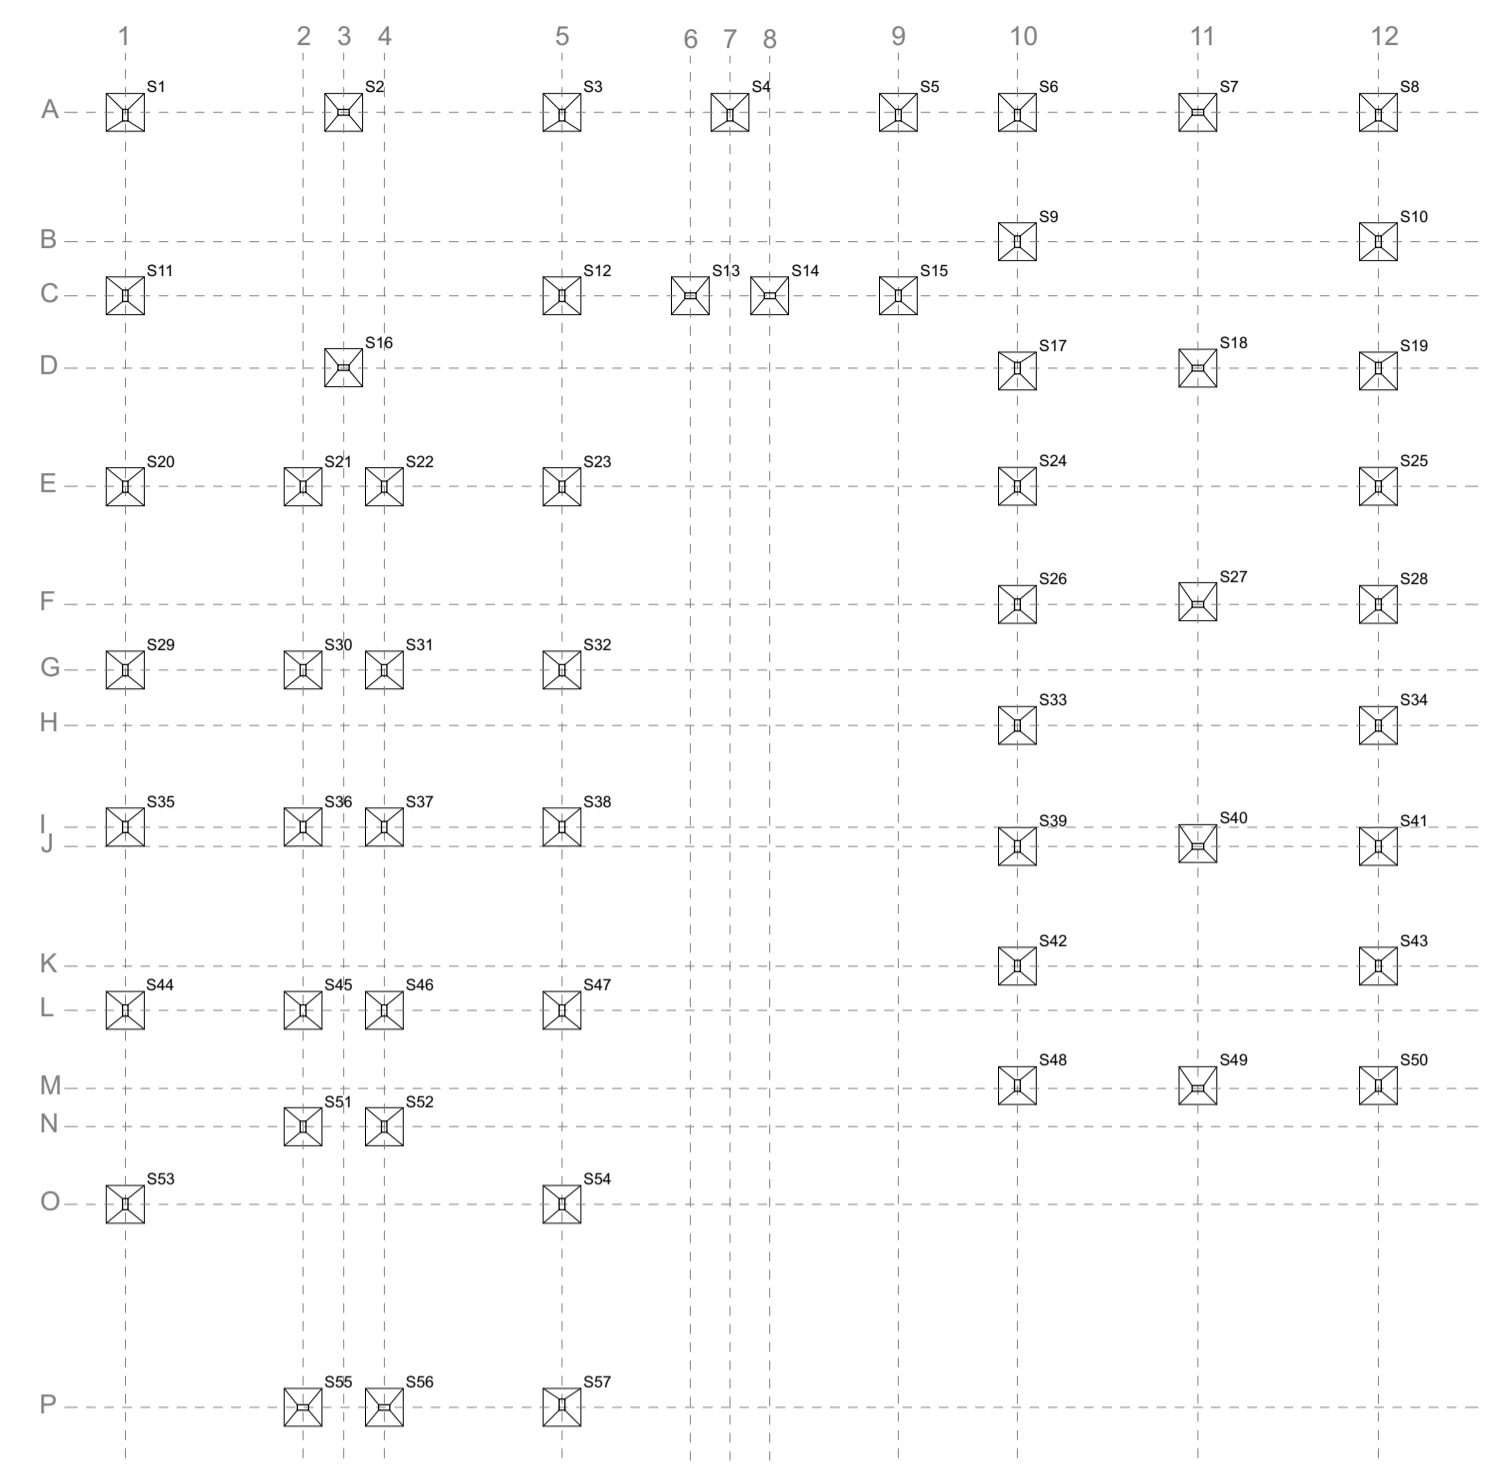 1 2 3 4 5 6 7 8 9 10 11 12
A S1 S2 S3 S4 S5 S6 S7 S8
B S9 S10
C S11 S12 S13 S14 S15
D S16 S17 S18 S19
E S20 S21 S22 S23 S24 S25
F S26 S27 S28
G S29 S30 S31 S32
H S33 S34
I S35 S36 S37 S38
J S39 S40 S41
K S42 S43
L S44 S45 S46 S47
M S48 S49 S50
N S51 S52
O S53 S54
P S55 S56 S57